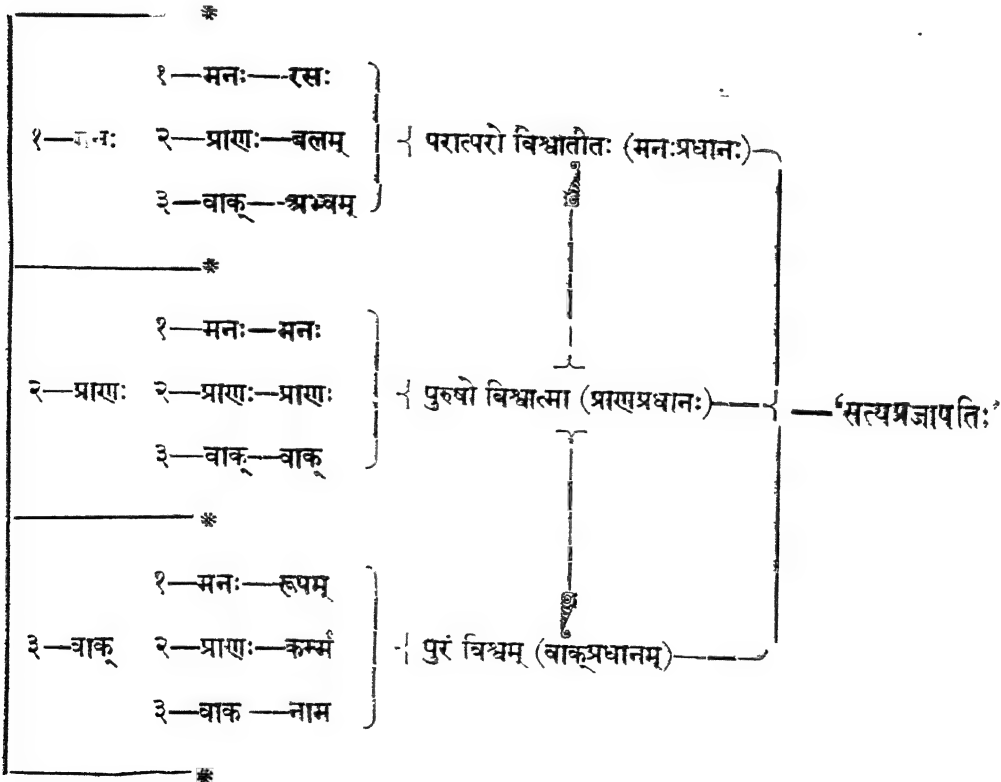 १—मनः—रसः
१—मनः २—प्राणः—बलम् परात्परो विश्वातीतः (मनःप्रधानः)
३—वाक्—अभ्वम्
१—मनः—मनः
२—प्राणः २—प्राणः—प्राणः पुरुषो विश्वात्मा (प्राणप्रधानः)— —'सत्यप्रजापतिः'
३—वाक्—वाक्
१—मनः—रूपम्
३—वाक् २—प्राणः—कर्म्म पुरं विश्वम् (वाक्प्रधानम्)
३—वाक —नाम